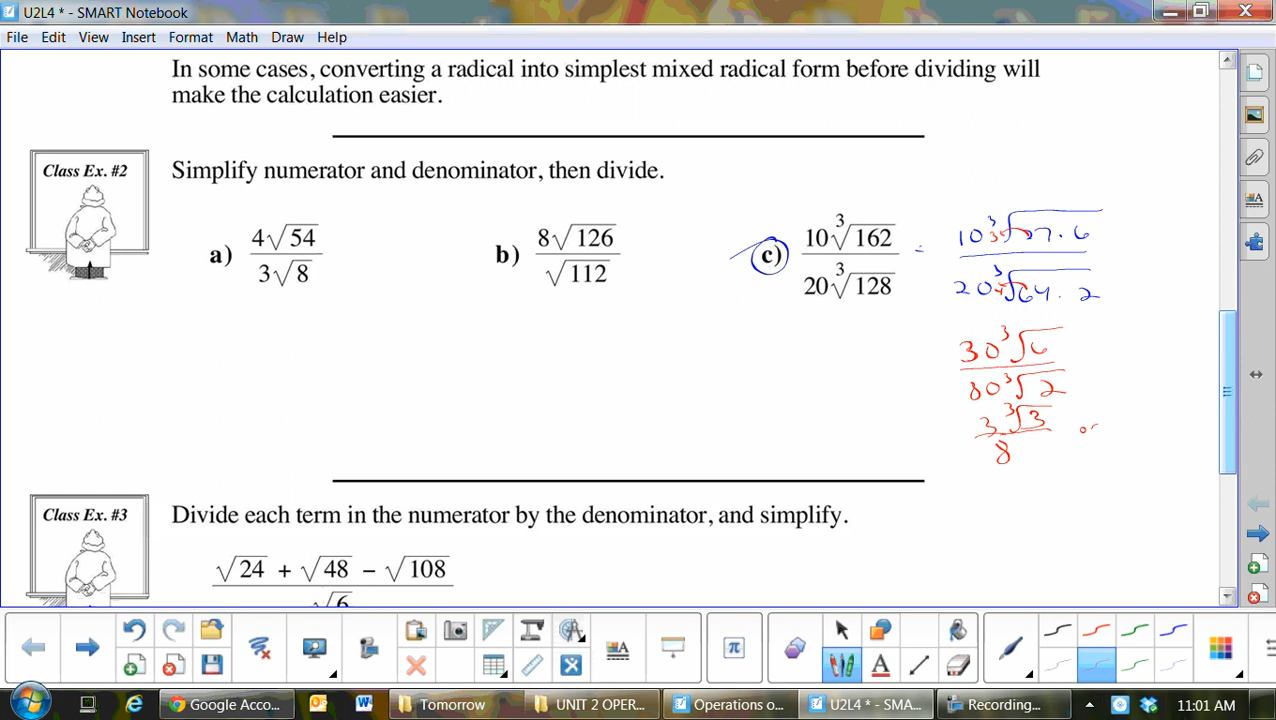 U2L4 * - SMART Notebook
File Edit View Insert Format Math Draw Help
In some cases, converting a radical into simplest mixed radical form before dividing will
make the calculation easier.
Class Ex. #2
Simplify numerator and denominator, then divide.
a) 4√54 / 3√8
b) 8√126 / √112
c) 10∛162 / 20∛128 = 10∛27·6 / 20∛64·2
30∛6 / 80∛2
3∛3 / 8 or
Class Ex. #3
Divide each term in the numerator by the denominator, and simplify.
√24 + √48 − √108
√6
π
A
Google Acco...
Tomorrow
UNIT 2 OPER...
Operations o...
U2L4 * - SMA...
Recording...
11:01 AM